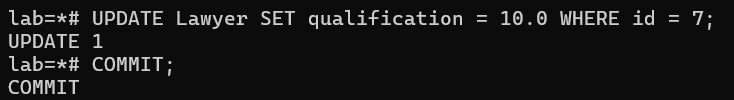 lab=*# UPDATE Lawyer SET qualification = 10.0 WHERE id = 7;
UPDATE 1
lab=*# COMMIT;
COMMIT